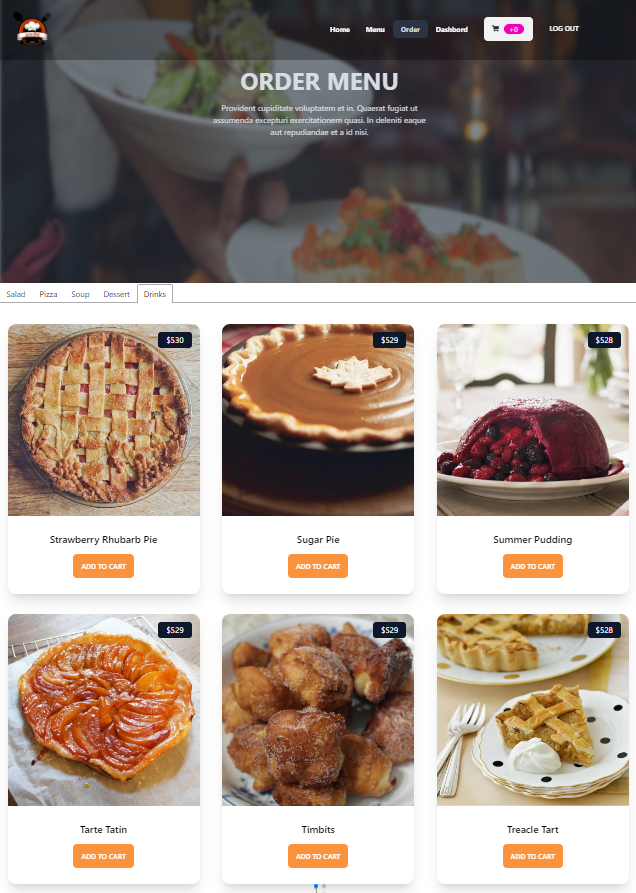 Home Menu Order Dashbord +0 LOG OUT
ORDER MENU
Provident cupiditate voluptatem et in. Quaerat fugiat ut
assumenda excepturi exercitationem quasi. In deleniti eaque
aut repudiandae et a id nisi.
Salad Pizza Soup Dessert Drinks
$530 $529 $528
Strawberry Rhubarb Pie Sugar Pie Summer Pudding
ADD TO CART ADD TO CART ADD TO CART
$529 $529 $528
Tarte Tatin Timbits Treacle Tart
ADD TO CART ADD TO CART ADD TO CART